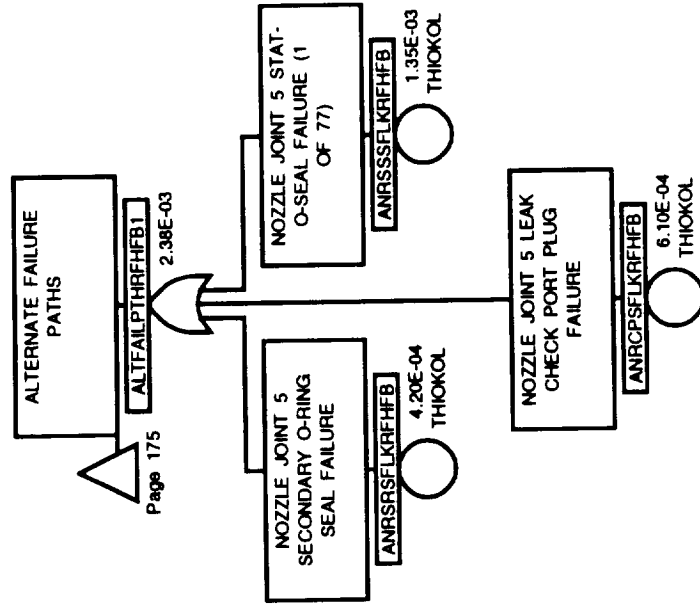 ALTERNATE FAILURE
PATHS
Page 175
ALTFAILPTHRFHFB1
2.38E-03
NOZZLE JOINT 5
SECONDARY O-RING
SEAL FAILURE
ANRSRSFLKRFHFB
4.20E-04
THIOKOL
NOZZLE JOINT 5 LEAK
CHECK PORT PLUG
FAILURE
ANRCPSFLKRFHFB
6.10E-04
THIOKOL
NOZZLE JOINT 5 STAT-
O-SEAL FAILURE (1
OF 77)
ANRSSSFLKRFHFB
1.35E-03
THIOKOL